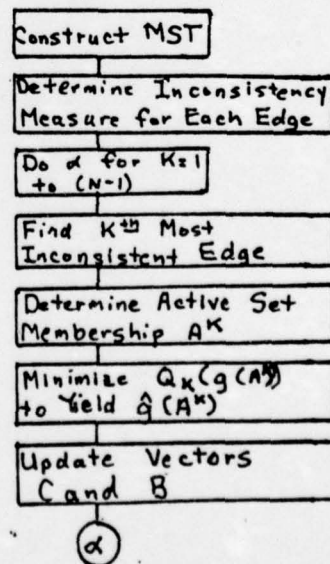 Construct MST
Determine Inconsistency
Measure for Each Edge
Do α for K=1
to (N-1)
Find Kth Most
Inconsistent Edge
Determine Active Set
Membership A^K
Minimize Q_K(g(A^K))
to Yield ĝ(A^K)
Update Vectors
C and B
α